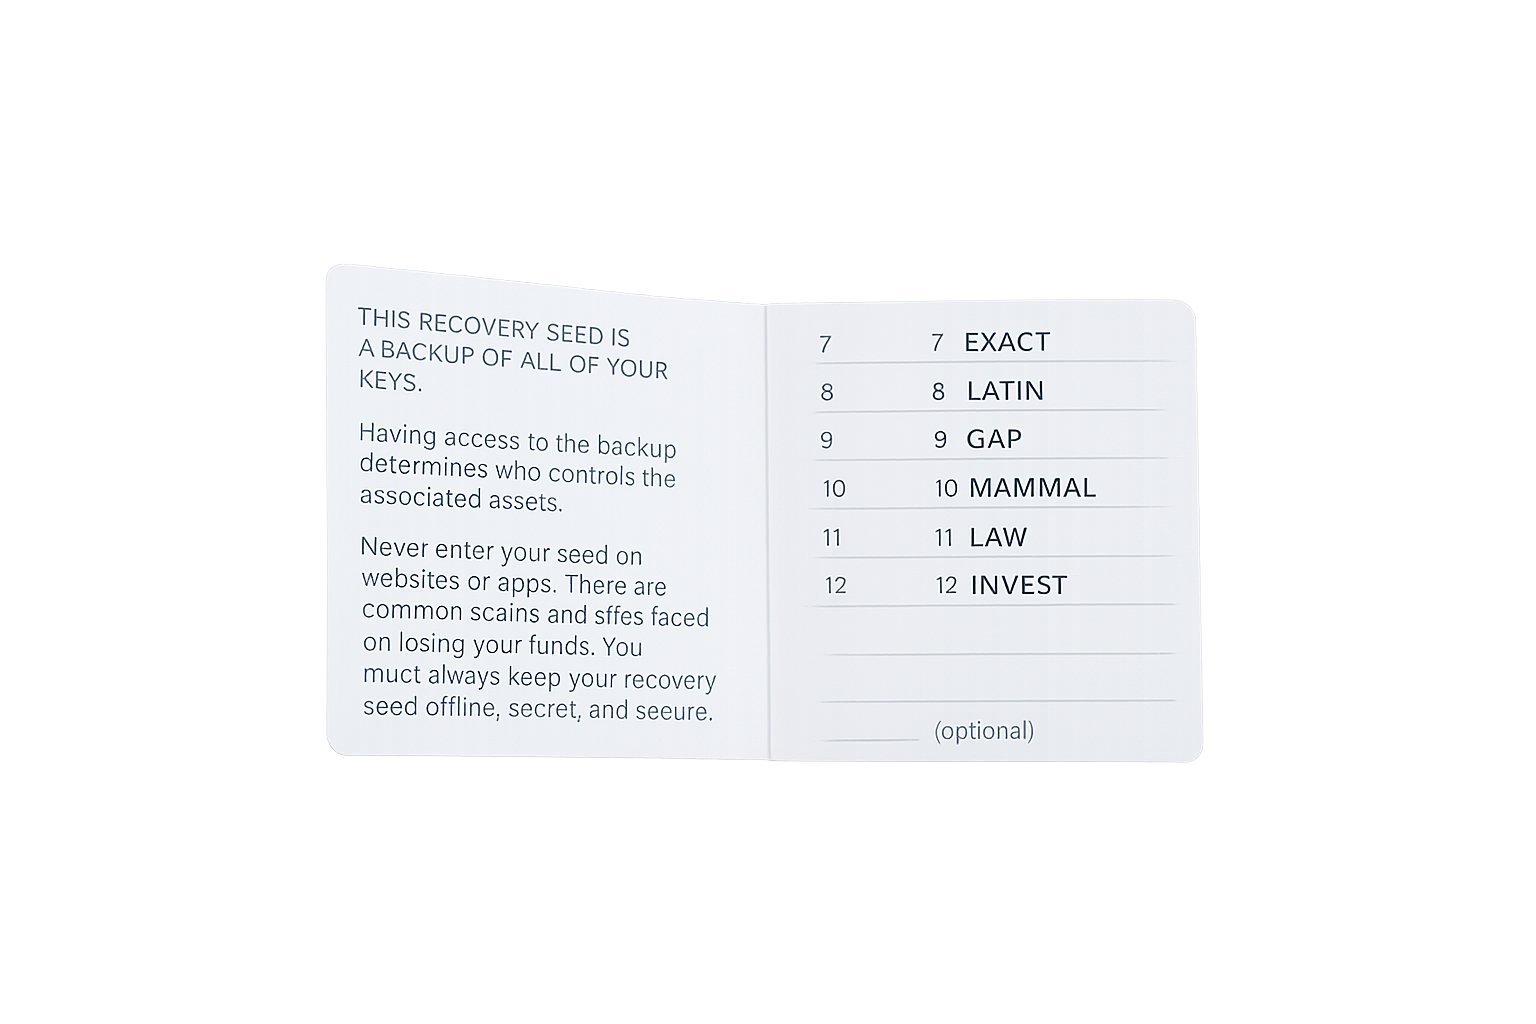 THIS RECOVERY SEED IS
A BACKUP OF ALL OF YOUR
KEYS.
Having access to the backup
determines who controls the
associated assets.
Never enter your seed on
websites or apps. There are
common scains and sffes faced
on losing your funds. You
muct always keep your recovery
seed offline, secret, and seeure.
7 7 EXACT
8 8 LATIN
9 9 GAP
10 10 MAMMAL
11 11 LAW
12 12 INVEST
(optional)